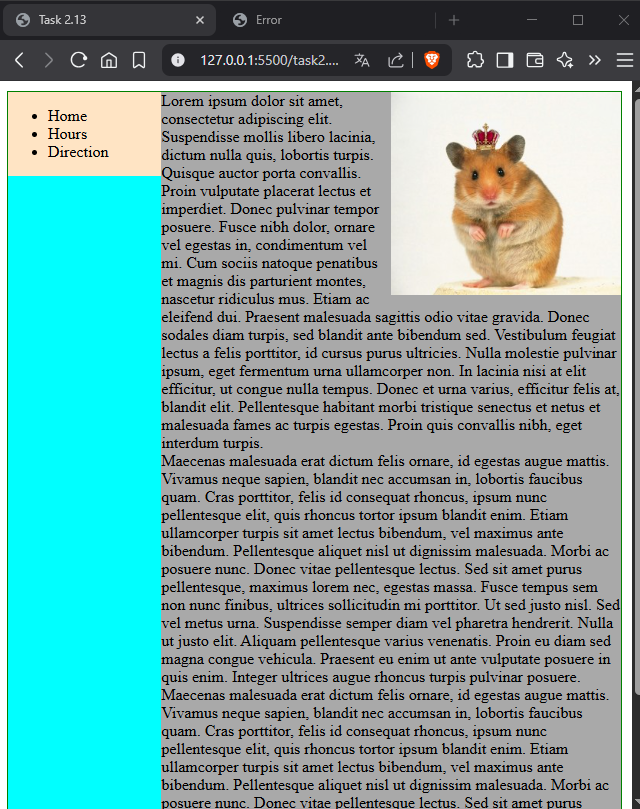 Task 2.13
Error
127.0.0.1:5500/task2....
Home
Hours
Direction
Lorem ipsum dolor sit amet,
consectetur adipiscing elit.
Suspendisse mollis libero lacinia,
dictum nulla quis, lobortis turpis.
Quisque auctor porta convallis.
Proin vulputate placerat lectus et
imperdiet. Donec pulvinar tempor
posuere. Fusce nibh dolor, ornare
vel egestas in, condimentum vel
mi. Cum sociis natoque penatibus
et magnis dis parturient montes,
nascetur ridiculus mus. Etiam ac
eleifend dui. Praesent malesuada sagittis odio vitae gravida. Donec
sodales diam turpis, sed blandit ante bibendum sed. Vestibulum feugiat
lectus a felis porttitor, id cursus purus ultricies. Nulla molestie pulvinar
ipsum, eget fermentum urna ullamcorper non. In lacinia nisi at elit
efficitur, ut congue nulla tempus. Donec et urna varius, efficitur felis at,
blandit elit. Pellentesque habitant morbi tristique senectus et netus et
malesuada fames ac turpis egestas. Proin quis convallis nibh, eget
interdum turpis.
Maecenas malesuada erat dictum felis ornare, id egestas augue mattis.
Vivamus neque sapien, blandit nec accumsan in, lobortis faucibus
quam. Cras porttitor, felis id consequat rhoncus, ipsum nunc
pellentesque elit, quis rhoncus tortor ipsum blandit enim. Etiam
ullamcorper turpis sit amet lectus bibendum, vel maximus ante
bibendum. Pellentesque aliquet nisl ut dignissim malesuada. Morbi ac
posuere nunc. Donec vitae pellentesque lectus. Sed sit amet purus
pellentesque, maximus lorem nec, egestas massa. Fusce tempus sem
non nunc finibus, ultrices sollicitudin mi porttitor. Ut sed justo nisl. Sed
vel metus urna. Suspendisse semper diam vel pharetra hendrerit. Nulla
ut justo elit. Aliquam pellentesque varius venenatis. Proin eu diam sed
magna congue vehicula. Praesent eu enim ut ante vulputate posuere in
quis enim. Integer ultrices augue rhoncus turpis pulvinar posuere.
Maecenas malesuada erat dictum felis ornare, id egestas augue mattis.
Vivamus neque sapien, blandit nec accumsan in, lobortis faucibus
quam. Cras porttitor, felis id consequat rhoncus, ipsum nunc
pellentesque elit, quis rhoncus tortor ipsum blandit enim. Etiam
ullamcorper turpis sit amet lectus bibendum, vel maximus ante
bibendum. Pellentesque aliquet nisl ut dignissim malesuada. Morbi ac
posuere nunc. Donec vitae pellentesque lectus. Sed sit amet purus